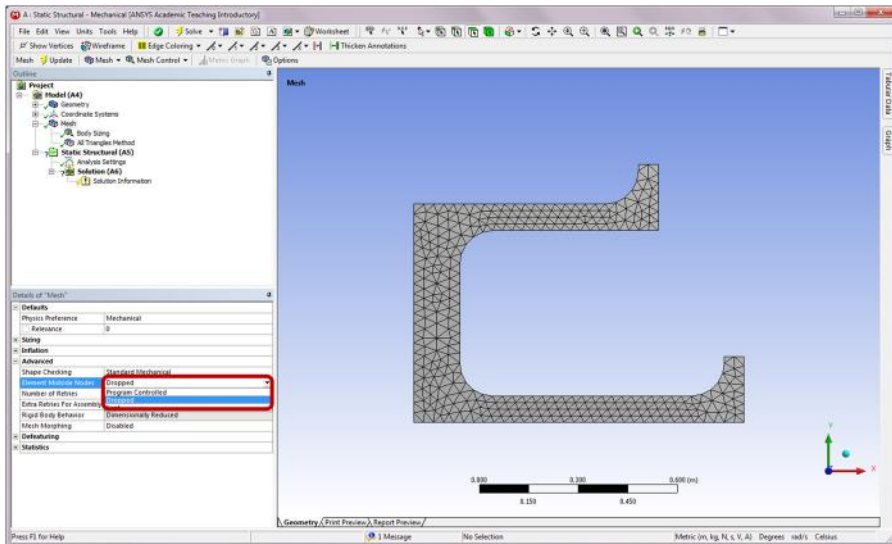 A : Static Structural - Mechanical [ANSYS Academic Teaching Introductory]
File Edit View Units Tools Help Solve Worksheet
Show Vertices Wireframe Edge Coloring Thicken Annotations
Mesh Update Mesh Mesh Control Metric Graph Options
Outline
Project
Model (A4)
Geometry
Coordinate Systems
Mesh
Body Sizing
All Triangles Method
Static Structural (A5)
Analysis Settings
Solution (A6)
Solution Information
Mesh
Tabular Data
Graph
Details of "Mesh"
Defaults
Physics Preference Mechanical
Relevance 0
Sizing
Inflation
Advanced
Shape Checking Standard Mechanical
Element Midside Nodes Dropped
Number of Retries Program Controlled
Extra Retries For Assembly Dropped
Rigid Body Behavior Dimensionally Reduced
Mesh Morphing Disabled
Defeaturing
Statistics
0.000 0.300 0.600 (m)
0.150 0.450
Y
X
Geometry Print Preview Report Preview
Press F1 for Help 1 Message No Selection Metric (m, kg, N, s, V, A) Degrees rad/s Celsius